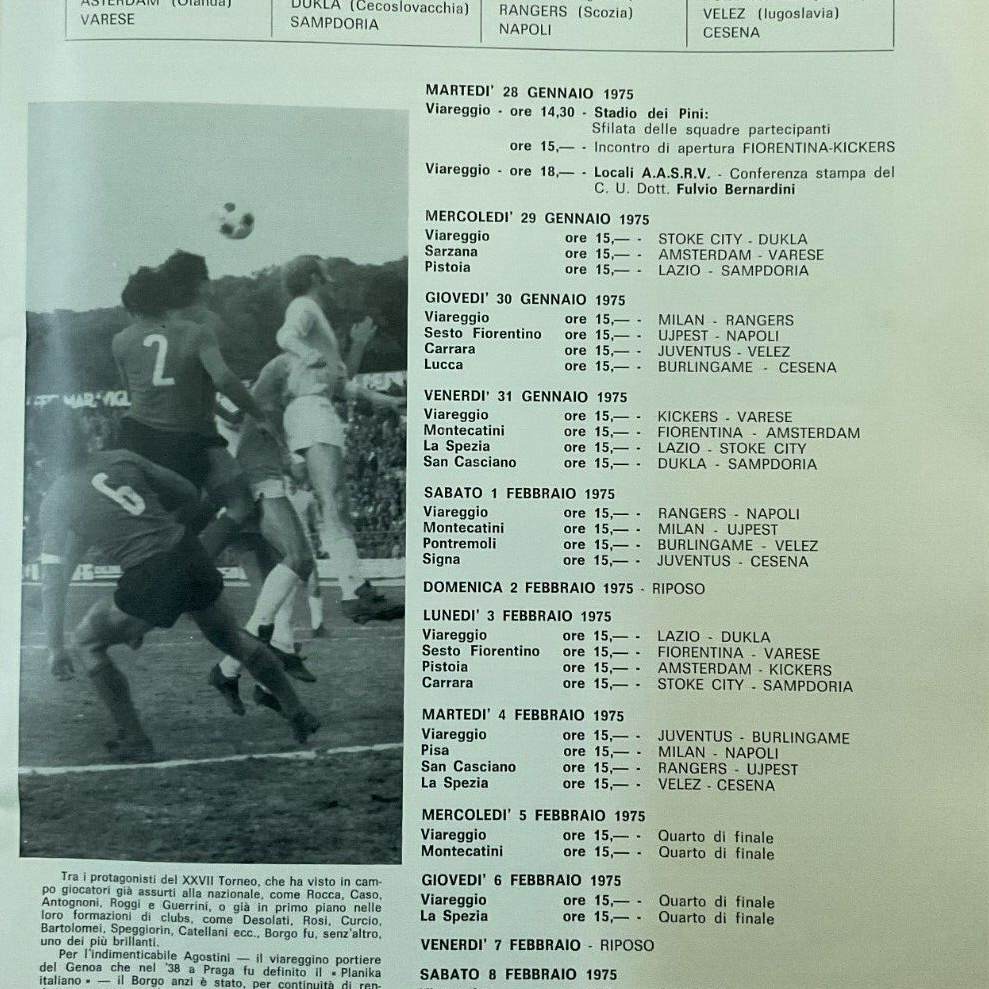 ASTERDAM (Olanda)
VARESE
DUKLA (Cecoslovacchia)
SAMPDORIA
RANGERS (Scozia)
NAPOLI
VELEZ (Iugoslavia)
CESENA
MARTEDI' 28 GENNAIO 1975
Viareggio - ore 14,30 - Stadio dei Pini:
Sfilata delle squadre partecipanti
ore 15,— - Incontro di apertura FIORENTINA-KICKERS
Viareggio - ore 18,— - Locali A.A.S.R.V. - Conferenza stampa del
C. U. Dott. Fulvio Bernardini
MERCOLEDI' 29 GENNAIO 1975
Viareggio ore 15,— - STOKE CITY - DUKLA
Sarzana ore 15,— - AMSTERDAM - VARESE
Pistoia ore 15,— - LAZIO - SAMPDORIA
GIOVEDI' 30 GENNAIO 1975
Viareggio ore 15,— - MILAN - RANGERS
Sesto Fiorentino ore 15,— - UJPEST - NAPOLI
Carrara ore 15,— - JUVENTUS - VELEZ
Lucca ore 15,— - BURLINGAME - CESENA
VENERDI' 31 GENNAIO 1975
Viareggio ore 15,— - KICKERS - VARESE
Montecatini ore 15,— - FIORENTINA - AMSTERDAM
La Spezia ore 15,— - LAZIO - STOKE CITY
San Casciano ore 15,— - DUKLA - SAMPDORIA
SABATO 1 FEBBRAIO 1975
Viareggio ore 15,— - RANGERS - NAPOLI
Montecatini ore 15,— - MILAN - UJPEST
Pontremoli ore 15,— - BURLINGAME - VELEZ
Signa ore 15,— - JUVENTUS - CESENA
DOMENICA 2 FEBBRAIO 1975 - RIPOSO
LUNEDI' 3 FEBBRAIO 1975
Viareggio ore 15,— - LAZIO - DUKLA
Sesto Fiorentino ore 15,— - FIORENTINA - VARESE
Pistoia ore 15,— - AMSTERDAM - KICKERS
Carrara ore 15,— - STOKE CITY - SAMPDORIA
MARTEDI' 4 FEBBRAIO 1975
Viareggio ore 15,— - JUVENTUS - BURLINGAME
Pisa ore 15,— - MILAN - NAPOLI
San Casciano ore 15,— - RANGERS - UJPEST
La Spezia ore 15,— - VELEZ - CESENA
MERCOLEDI' 5 FEBBRAIO 1975
Viareggio ore 15,— - Quarto di finale
Montecatini ore 15,— - Quarto di finale
GIOVEDI' 6 FEBBRAIO 1975
Viareggio ore 15,— - Quarto di finale
La Spezia ore 15,— - Quarto di finale
VENERDI' 7 FEBBRAIO - RIPOSO
SABATO 8 FEBBRAIO 1975
2
6
MARAVIGL
Tra i protagonisti del XXVII Torneo, che ha visto in cam-
po giocatori già assurti alla nazionale, come Rocca, Caso,
Antognoni, Roggi e Guerrini, o già in primo piano nelle
loro formazioni di clubs, come Desolati, Rosi, Curcio,
Bartolomei, Speggiorin, Catellani ecc., Borgo fu, senz'altro,
uno dei più brillanti.
Per l'indimenticabile Agostini — il viareggino portiere
del Genoa che nel '38 a Praga fu definito il « Planika
italiano » — il Borgo anzi è stato, per continuità di ren-